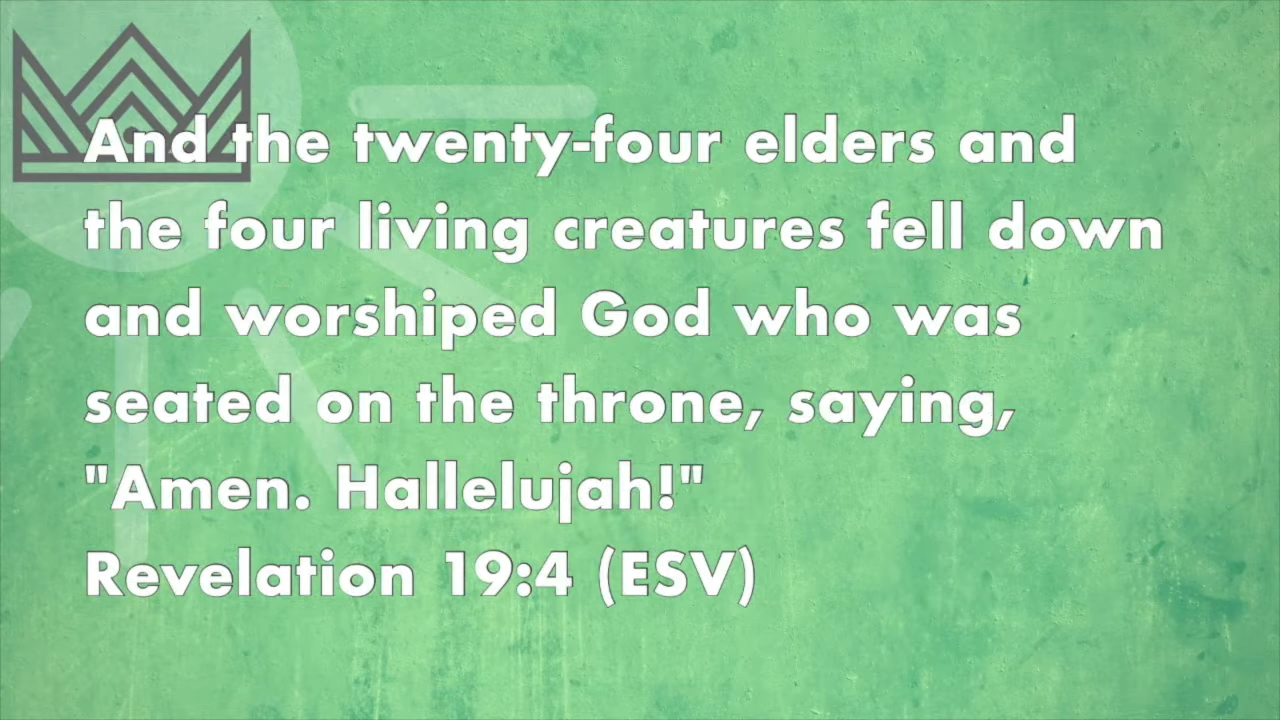 And the twenty-four elders and
the four living creatures fell down
and worshiped God who was
seated on the throne, saying,
"Amen. Hallelujah!"
Revelation 19:4 (ESV)